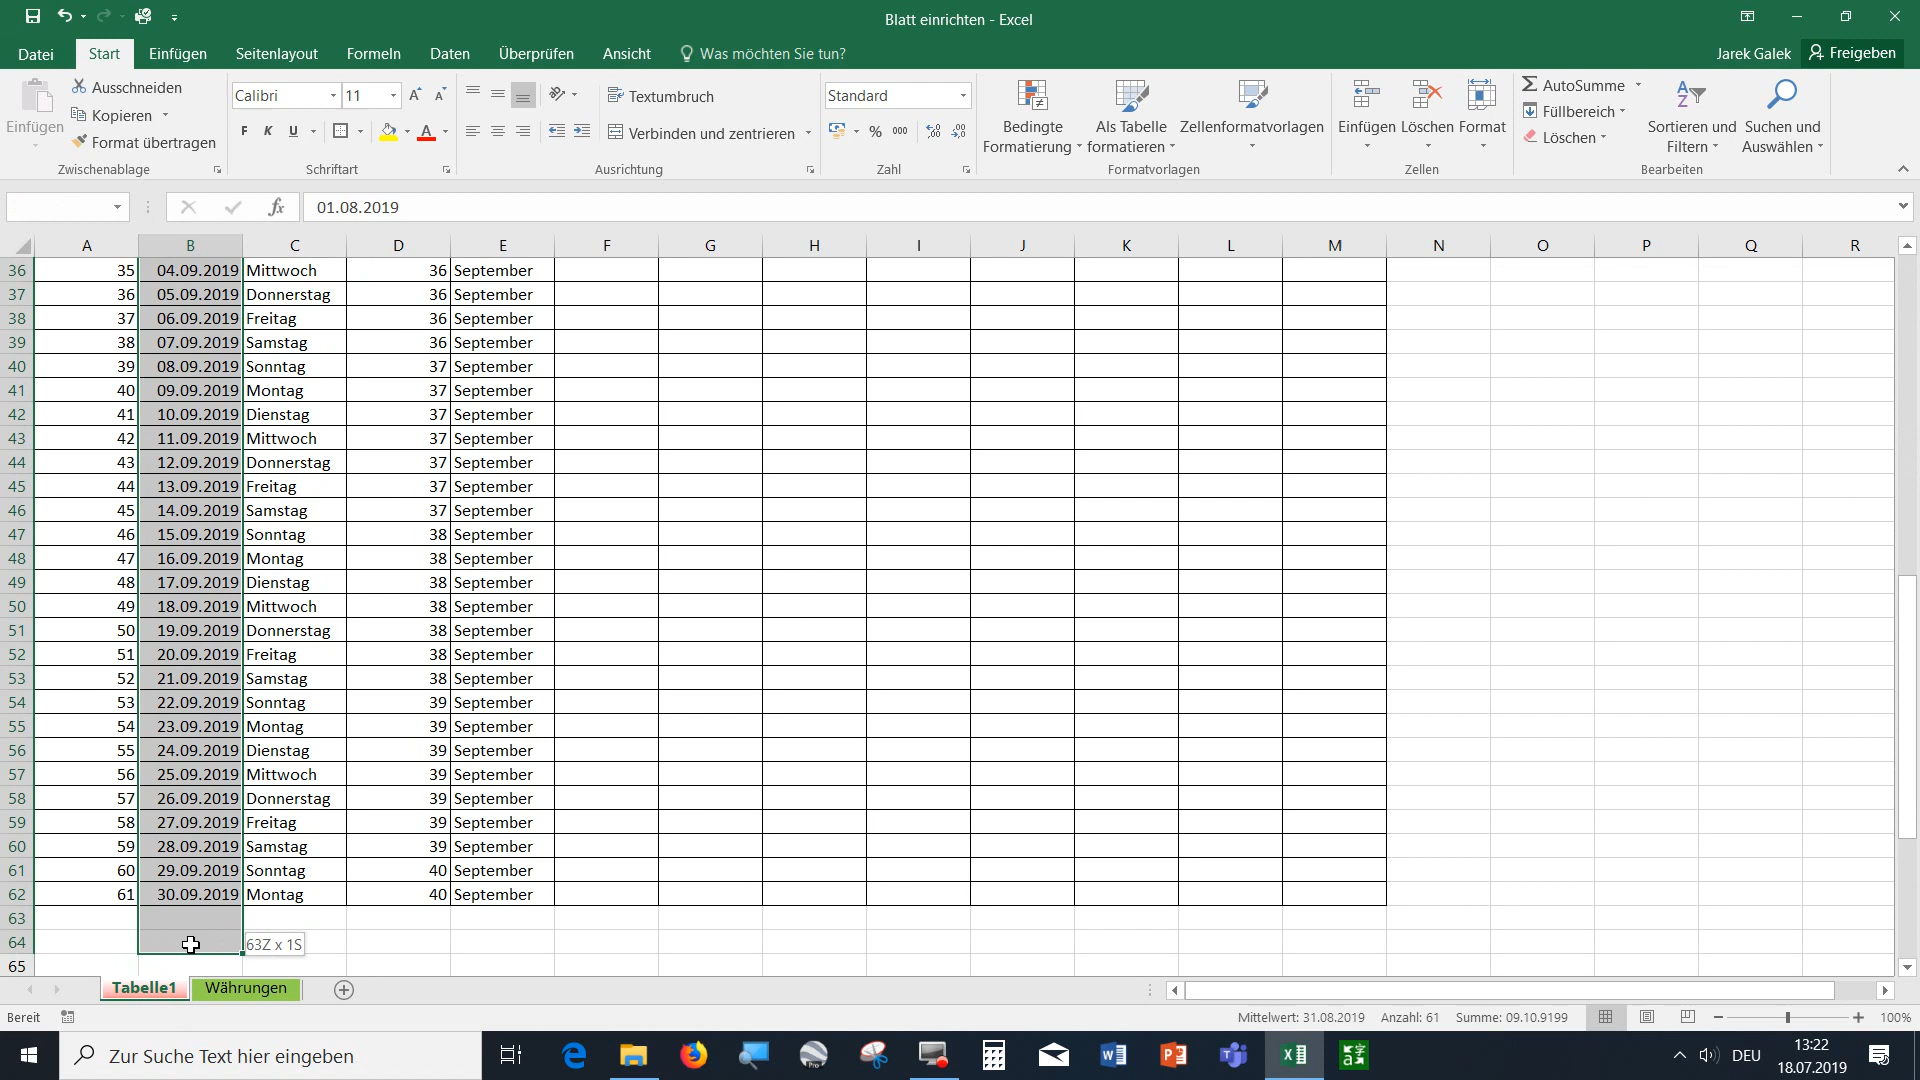 Blatt einrichten - Excel
Datei Start Einfügen Seitenlayout Formeln Daten Überprüfen Ansicht Was möchten Sie tun? Jarek Galek Freigeben
Einfügen Ausschneiden Kopieren Format übertragen Zwischenablage
Calibri 11 F K U Schriftart
Textumbruch Verbinden und zentrieren Ausrichtung
Standard % 000 Zahl
Bedingte Formatierung Als Tabelle formatieren Zellenformatvorlagen Formatvorlagen
Einfügen Löschen Format Zellen
AutoSumme Füllbereich Löschen Sortieren und Filtern Suchen und Auswählen Bearbeiten
fx 01.08.2019
A B C D E F G H I J K L M N O P Q R
36 35 04.09.2019 Mittwoch 36 September
37 36 05.09.2019 Donnerstag 36 September
38 37 06.09.2019 Freitag 36 September
39 38 07.09.2019 Samstag 36 September
40 39 08.09.2019 Sonntag 37 September
41 40 09.09.2019 Montag 37 September
42 41 10.09.2019 Dienstag 37 September
43 42 11.09.2019 Mittwoch 37 September
44 43 12.09.2019 Donnerstag 37 September
45 44 13.09.2019 Freitag 37 September
46 45 14.09.2019 Samstag 37 September
47 46 15.09.2019 Sonntag 38 September
48 47 16.09.2019 Montag 38 September
49 48 17.09.2019 Dienstag 38 September
50 49 18.09.2019 Mittwoch 38 September
51 50 19.09.2019 Donnerstag 38 September
52 51 20.09.2019 Freitag 38 September
53 52 21.09.2019 Samstag 38 September
54 53 22.09.2019 Sonntag 39 September
55 54 23.09.2019 Montag 39 September
56 55 24.09.2019 Dienstag 39 September
57 56 25.09.2019 Mittwoch 39 September
58 57 26.09.2019 Donnerstag 39 September
59 58 27.09.2019 Freitag 39 September
60 59 28.09.2019 Samstag 39 September
61 60 29.09.2019 Sonntag 40 September
62 61 30.09.2019 Montag 40 September
63
64 63Z x 1S
65
Tabelle1 Währungen
Bereit Mittelwert: 31.08.2019 Anzahl: 61 Summe: 09.10.9199 100%
Zur Suche Text hier eingeben DEU 13:22
18.07.2019